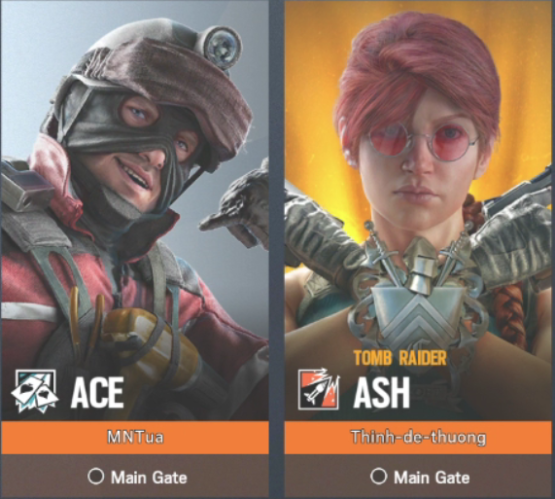 ACE
MNTua
Main Gate
TOMB RAIDER
ASH
Thinh-de-thuong
Main Gate